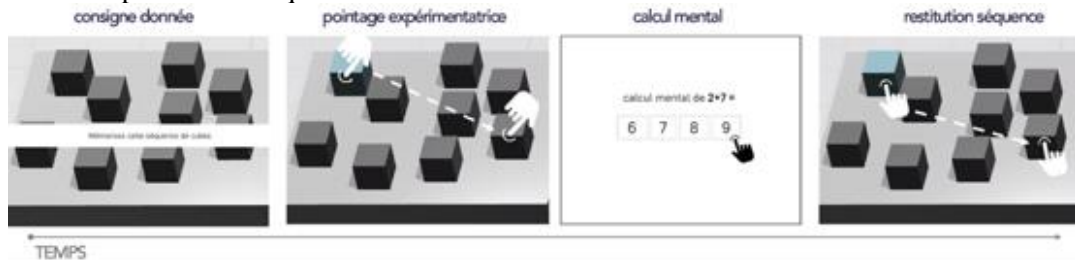 consigne donnée
pointage expérimentatrice
calcul mental
restitution séquence
Mémorisez cette séquence de cubes
calcul mental de 2+7 =
6 7 8 9
TEMPS